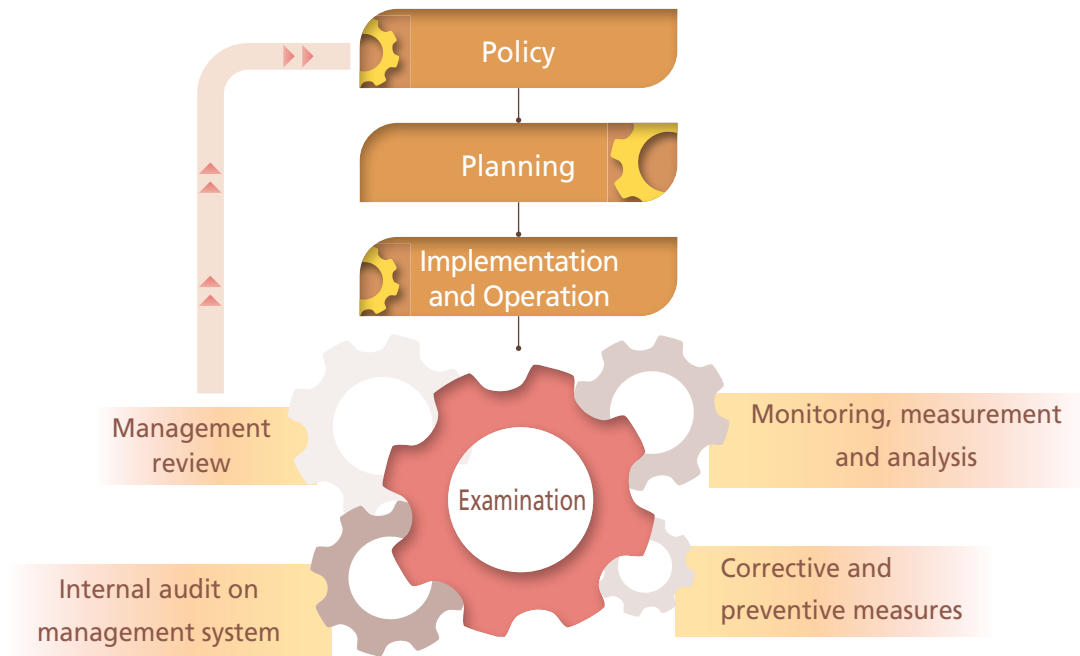 Policy
Planning
Implementation
and Operation
Management
review
Monitoring, measurement
and analysis
Examination
Internal audit on
management system
Corrective and
preventive measures